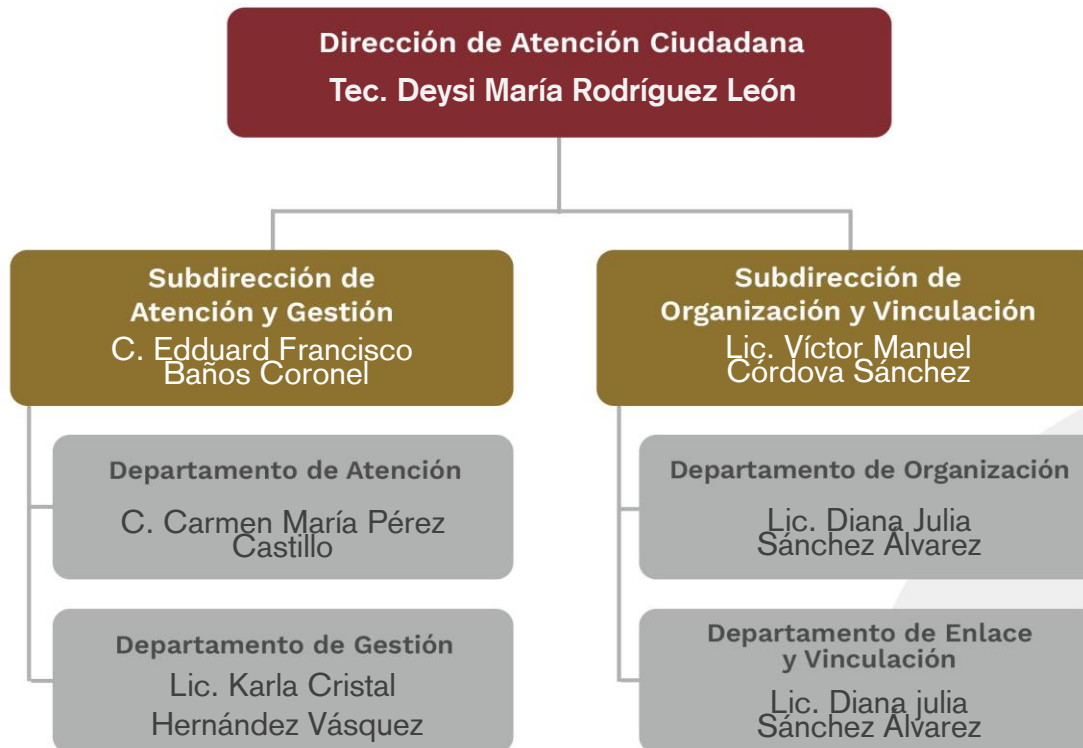 Dirección de Atención Ciudadana
Tec. Deysi María Rodríguez León
Subdirección de
Atención y Gestión
C. Edduard Francisco
Baños Coronel
Subdirección de
Organización y Vinculación
Lic. Víctor Manuel
Córdova Sánchez
Departamento de Atención
C. Carmen María Pérez
Castillo
Departamento de Organización
Lic. Diana Julia
Sánchez Álvarez
Departamento de Gestión
Lic. Karla Cristal
Hernández Vásquez
Departamento de Enlace
y Vinculación
Lic. Diana julia
Sánchez Álvarez